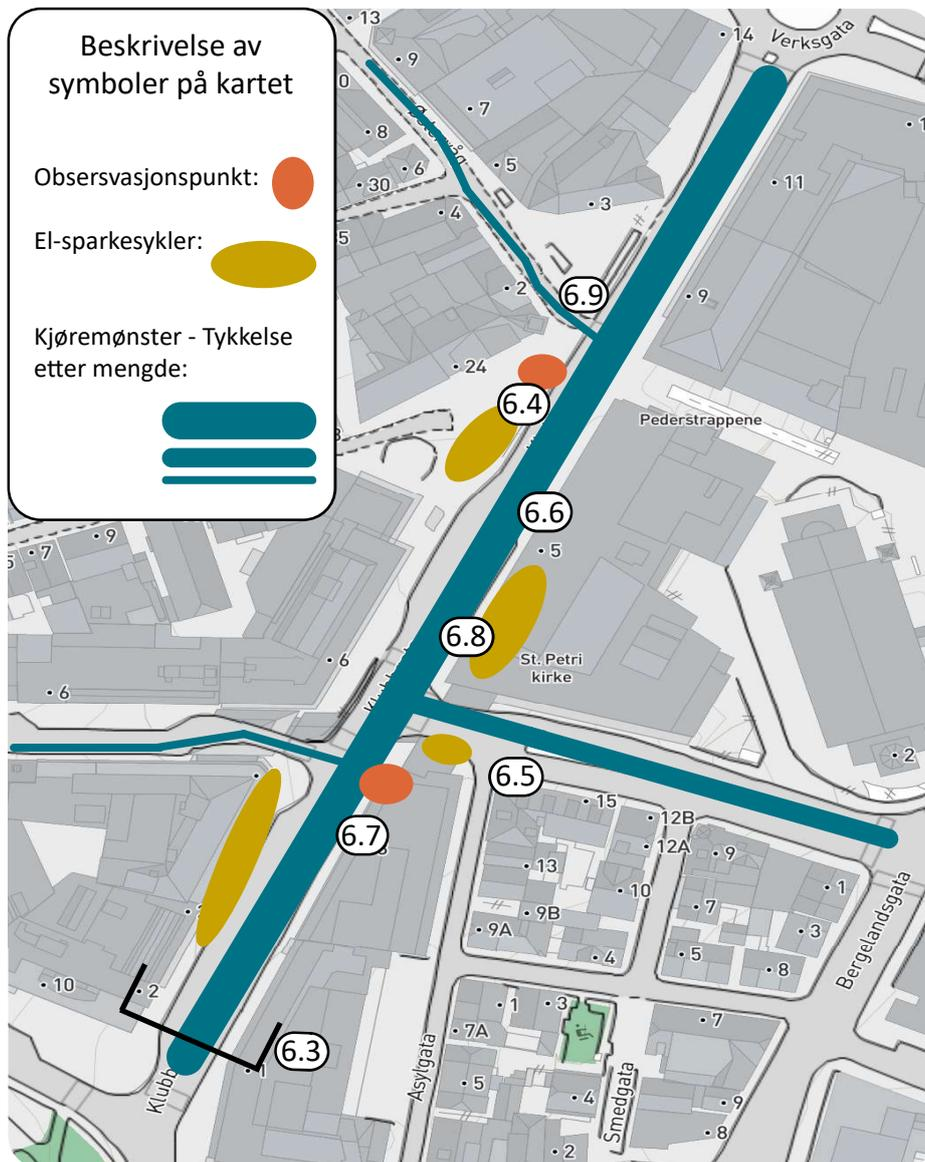 Beskrivelse av
symboler på kartet
Obsersvasjonspunkt:
El-sparkesykler:
Kjøremønster - Tykkelse
etter mengde:
13
14
Verksgata
9
7
8
6
30
5
4
3
11
2
9
6.9
24
6.4
Pederstrappene
6.6
5
9
7
6.8
St. Petri
kirke
6
6
2
6.5
6.7
15
12B
12A
9
13
10
1
9B
7
9A
3
4
5
8
Bergelandsgata
10
2
1
3
7
6.3
7A
5
4
9
8
2
Klubb
Asylgata
Smedgata